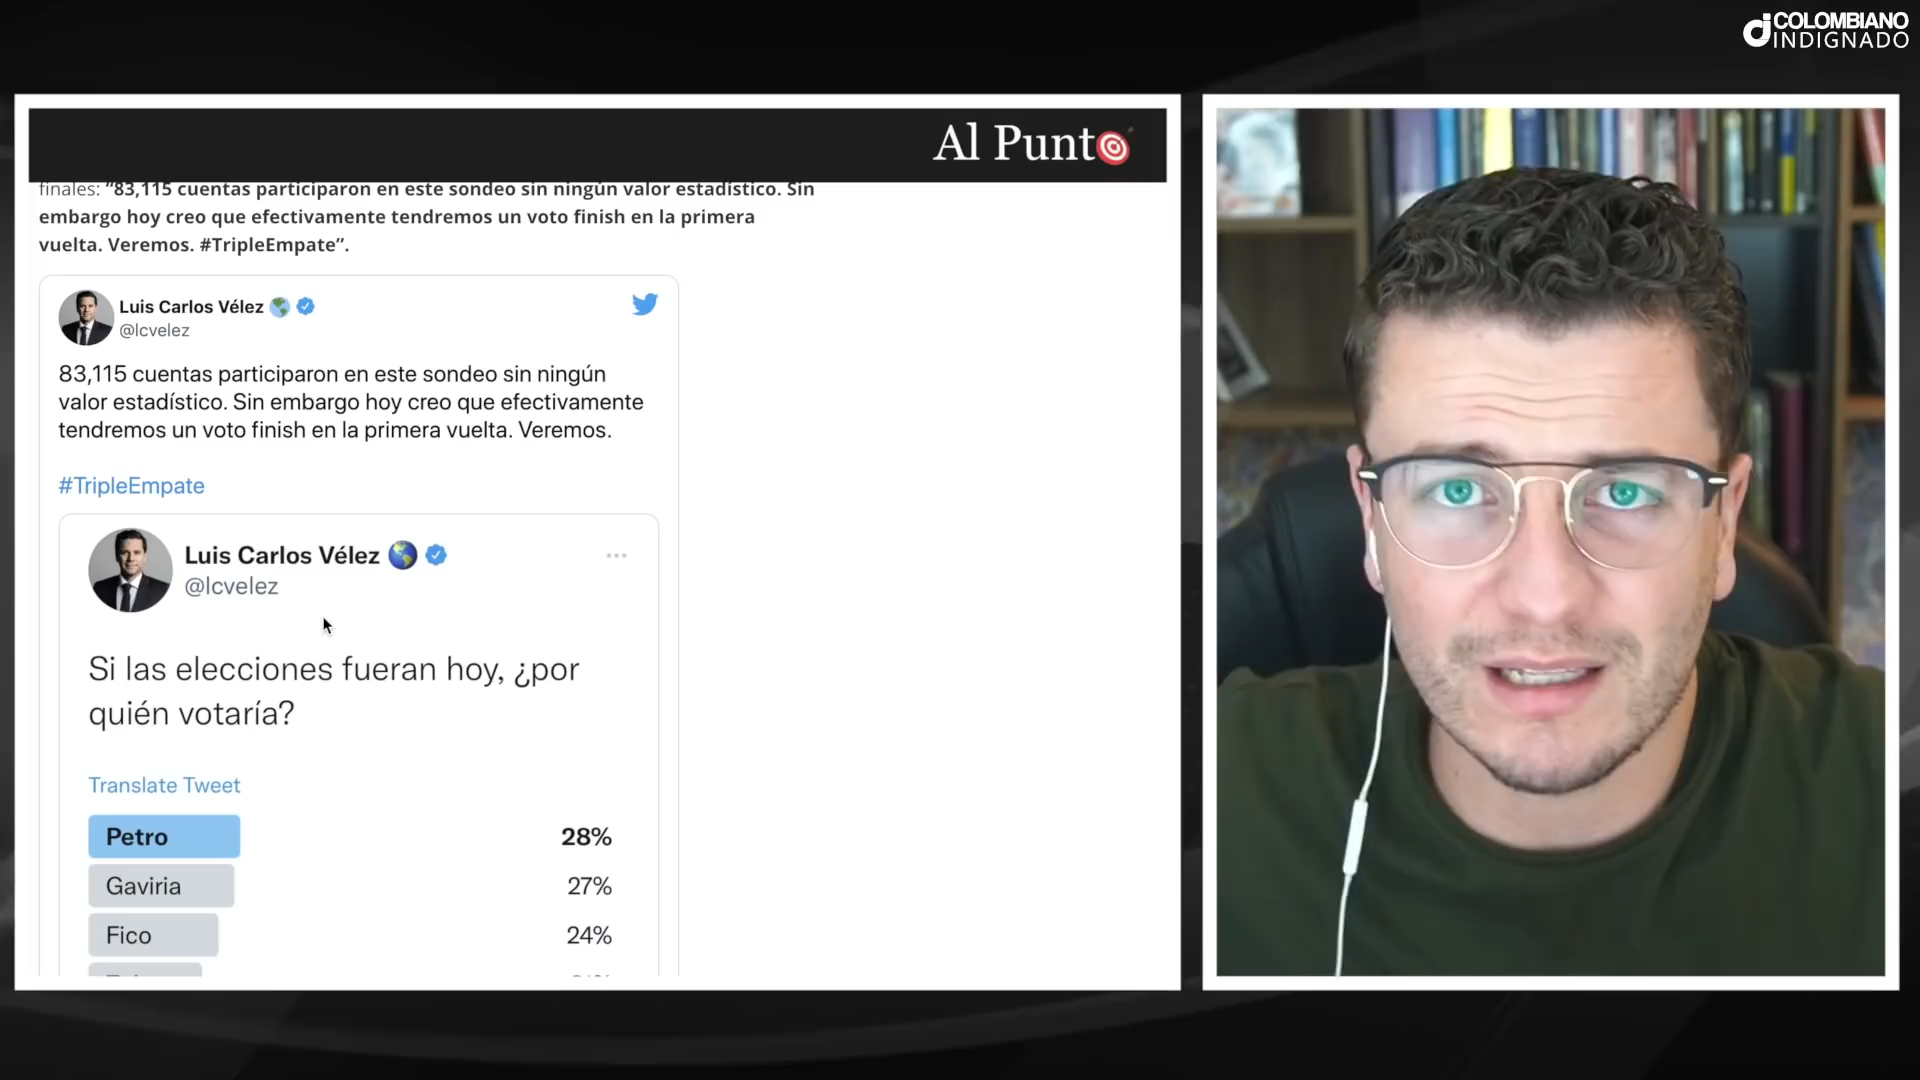 COLOMBIANO
INDIGNADO
Al Punto
finales: “83,115 cuentas participaron en este sondeo sin ningún valor estadístico. Sin
embargo hoy creo que efectivamente tendremos un voto finish en la primera
vuelta. Veremos. #TripleEmpate”.
Luis Carlos Vélez
@lcvelez
83,115 cuentas participaron en este sondeo sin ningún
valor estadístico. Sin embargo hoy creo que efectivamente
tendremos un voto finish en la primera vuelta. Veremos.
#TripleEmpate
Luis Carlos Vélez
@lcvelez
Si las elecciones fueran hoy, ¿por
quién votaría?
Translate Tweet
Petro 28%
Gaviria 27%
Fico 24%